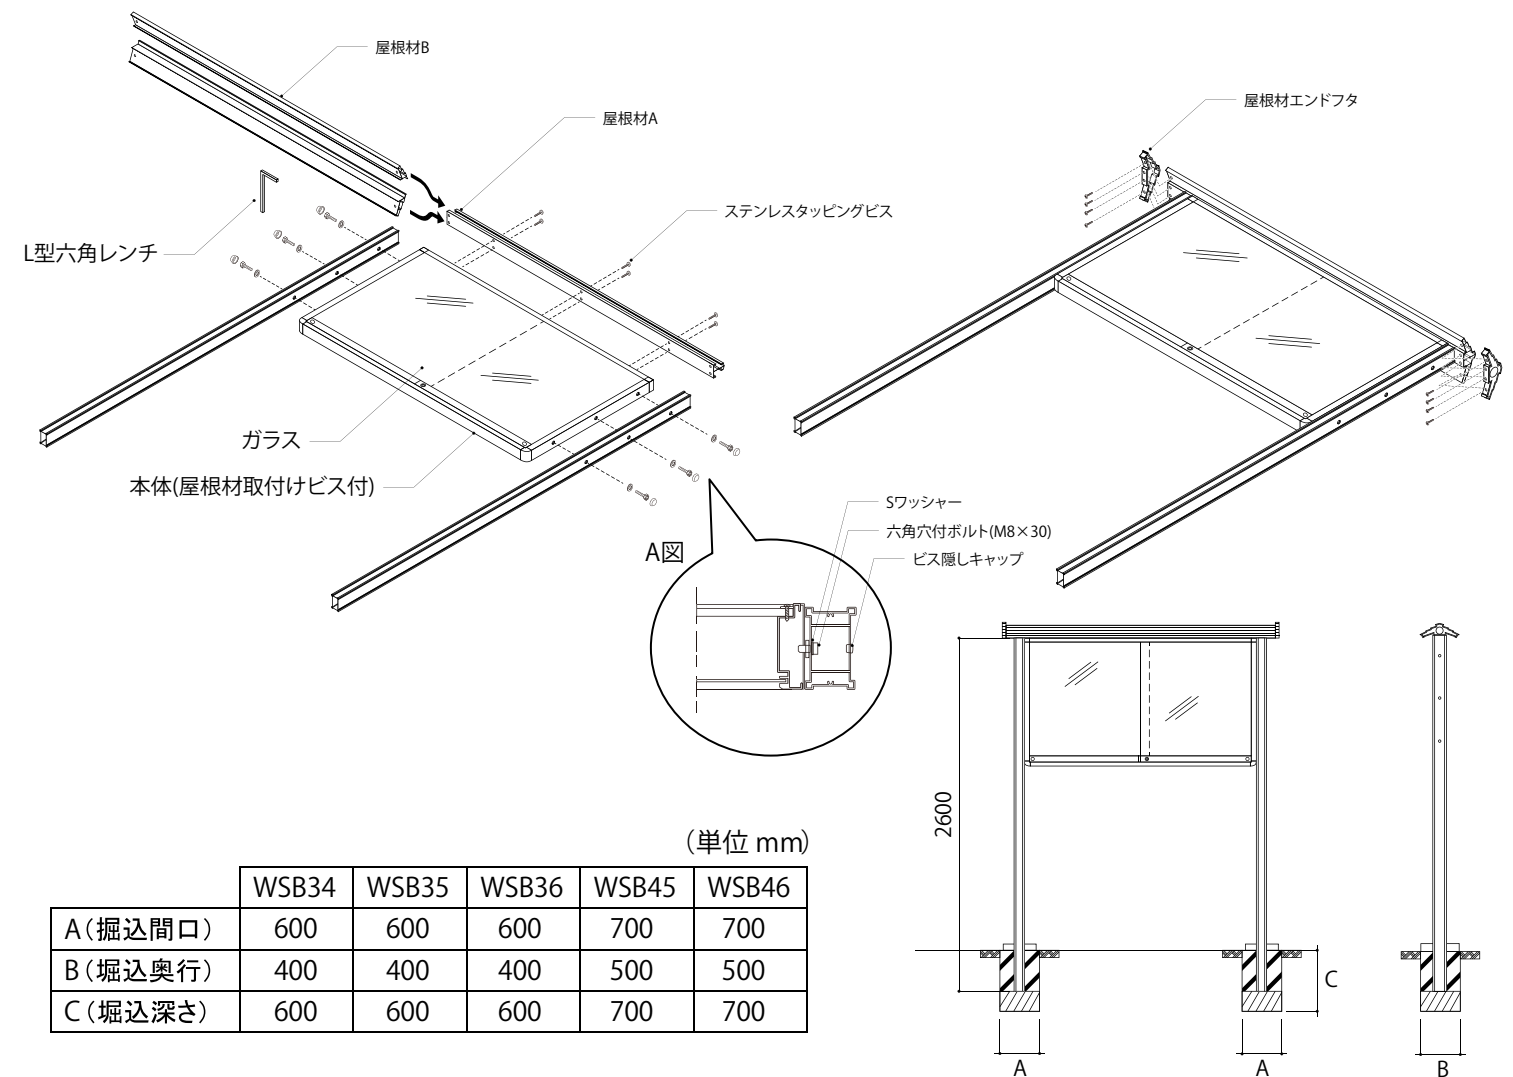 屋根材B
屋根材A
屋根材エンドフタ
ステンレスタッピングビス
L型六角レンチ
ガラス
本体(屋根材取付けビス付)
A図
Sワッシャー
六角穴付ボルト(M8×30)
ビス隠しキャップ
2600
C
A
A
B
(単位 mm)
WSB34 WSB35 WSB36 WSB45 WSB46
A(掘込間口) 600 600 600 700 700
B(堀込奥行) 400 400 400 500 500
C(堀込深さ) 600 600 600 700 700